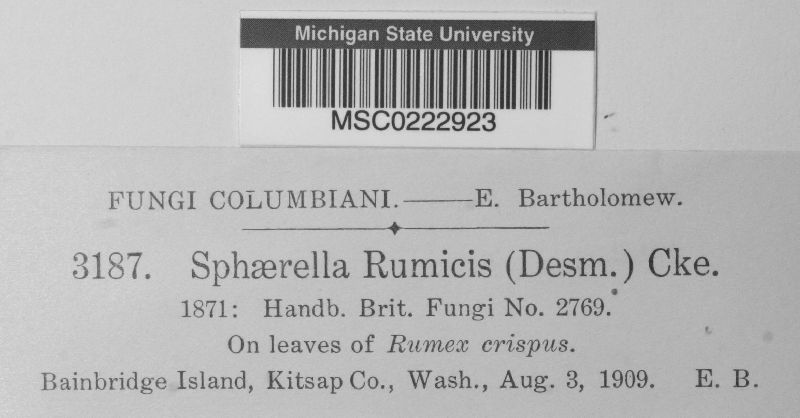 Michigan State University
MSC0222923
FUNGI COLUMBIANI.——E. Bartholomew.
3187. Sphærella Rumicis (Desm.) Cke.
1871: Handb. Brit. Fungi No. 2769.
On leaves of Rumex crispus.
Bainbridge Island, Kitsap Co., Wash., Aug. 3, 1909. E. B.